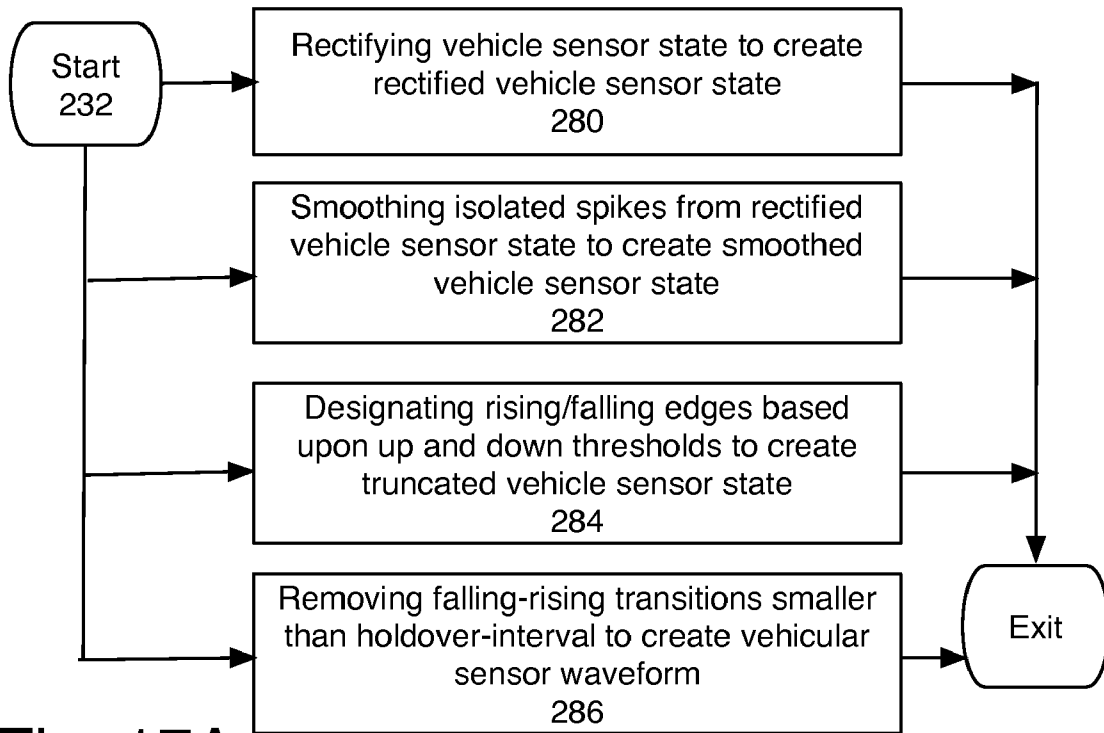 Start
232
Rectifying vehicle sensor state to create
rectified vehicle sensor state
280
Smoothing isolated spikes from rectified
vehicle sensor state to create smoothed
vehicle sensor state
282
Designating rising/falling edges based
upon up and down thresholds to create
truncated vehicle sensor state
284
Removing falling-rising transitions smaller
than holdover-interval to create vehicular
sensor waveform
286
Exit